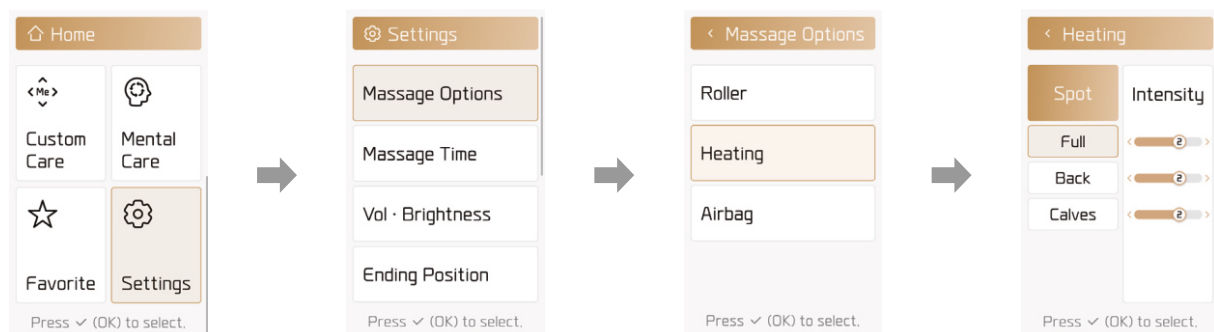 Home
< Me >
Custom Care
Mental Care
Favorite
Settings
Press ✓ (OK) to select.
Settings
Massage Options
Massage Time
Vol · Brightness
Ending Position
Press ✓ (OK) to select.
< Massage Options
Roller
Heating
Airbag
Press ✓ (OK) to select.
< Heating
Spot Intensity
Full < 2 >
Back < 2 >
Calves < 2 >
Press ✓ (OK) to select.